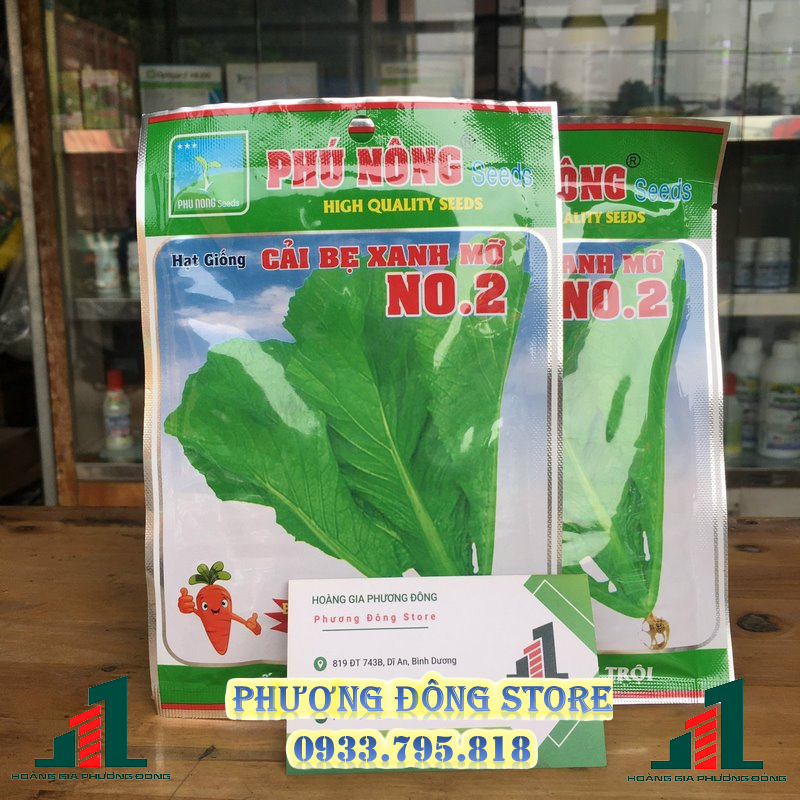 PHÚ NÔNG® Seeds
HIGH QUALITY SEEDS
PHU NONG Seeds
Hạt Giống CẢI BẸ XANH MỠ
NO.2
ÔNG® Seeds
ALITY SEEDS
ANH MỠ
NO.2
TRỘI
HOÀNG GIA PHƯƠNG ĐÔNG
Phương Đông Store
819 ĐT 743B, Dĩ An, Bình Dương
PHƯƠNG ĐÔNG STORE
0933.795.818
HOÀNG GIA PHƯƠNG ĐÔNG
HOÀNG GIA PHƯƠNG ĐÔNG